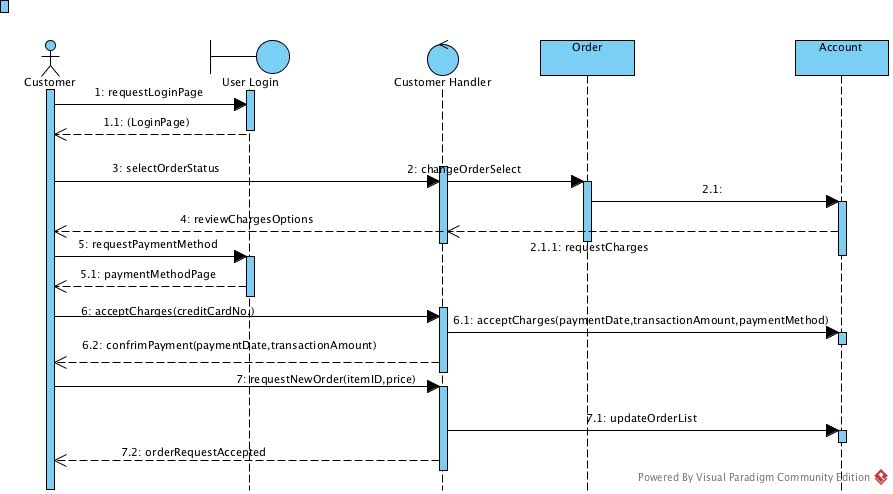 Order
Account
Customer
User Login
Customer Handler
1: requestLoginPage
1.1: (LoginPage)
3: selectOrderStatus
2: changeOrderSelect
2.1:
4: reviewChargesOptions
5: requestPaymentMethod
2.1.1: requestCharges
5.1: paymentMethodPage
6: acceptCharges(creditCardNo,)
6.1: acceptCharges(paymentDate,transactionAmount,paymentMethod)
6.2: confrimPayment(paymentDate,transactionAmount)
7: requestNewOrder(itemID,price)
7.1: updateOrderList
7.2: orderRequestAccepted
Powered By Visual Paradigm Community Edition